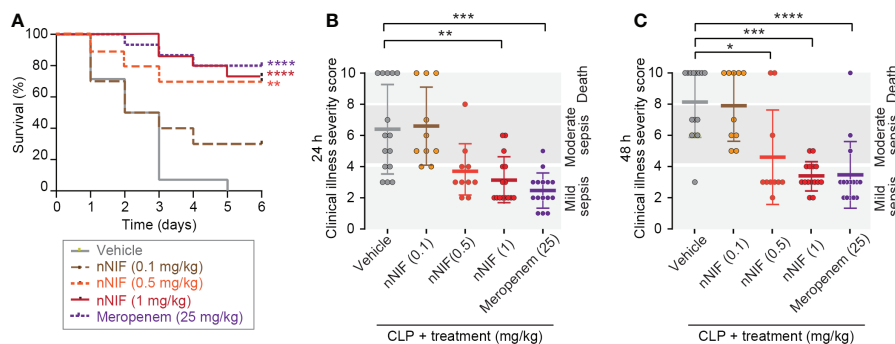 A
Survival (%)
100
80
60
40
20
0
0 1 2 3 4 5 6
Time (days)
****
****
**
Vehicle
nNIF (0.1 mg/kg)
nNIF (0.5 mg/kg)
nNIF (1 mg/kg)
Meropenem (25 mg/kg)
B
***
**
24 h
Clinical illness severity score
10
8
6
4
2
0
Death
Moderate
sepsis
Mild
sepsis
Vehicle
nNIF (0.1)
nNIF(0.5)
nNIF (1)
Meropenem (25)
CLP + treatment (mg/kg)
C
****
***
*
48 h
Clinical illness severity score
10
8
6
4
2
0
Death
Moderate
sepsis
Mild
sepsis
Vehicle
nNIF (0.1)
nNIF (0.5)
nNIF (1)
Meropenem (25)
CLP + treatment (mg/kg)